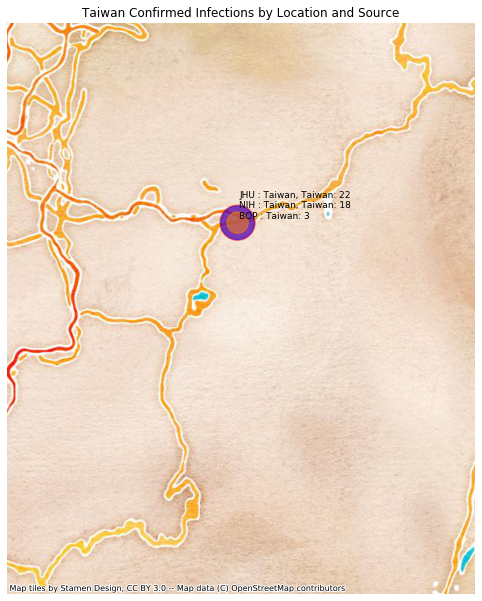 Taiwan Confirmed Infections by Location and Source
JHU : Taiwan, Taiwan: 22
NIH : Taiwan, Taiwan: 18
BOP : Taiwan: 3
Map tiles by Stamen Design, CC BY 3.0 -- Map data (C) OpenStreetMap contributors